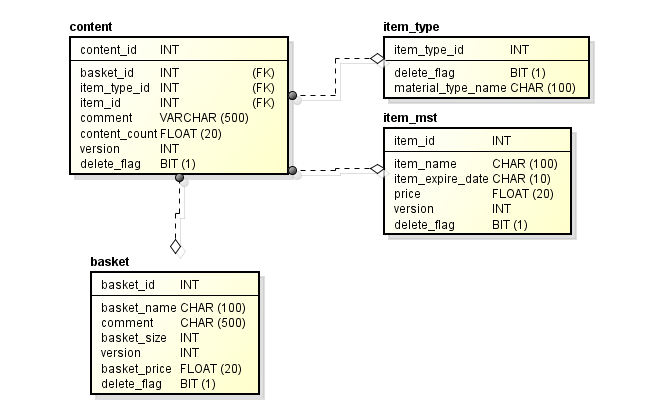 content
content_id INT
basket_id INT (FK)
item_type_id INT (FK)
item_id INT (FK)
comment VARCHAR (500)
content_count FLOAT (20)
version INT
delete_flag BIT (1)
item_type
item_type_id INT
delete_flag BIT (1)
material_type_name CHAR (100)
item_mst
item_id INT
item_name CHAR (100)
item_expire_date CHAR (10)
price FLOAT (20)
version INT
delete_flag BIT (1)
basket
basket_id INT
basket_name CHAR (100)
comment CHAR (500)
basket_size INT
version INT
basket_price FLOAT (20)
delete_flag BIT (1)